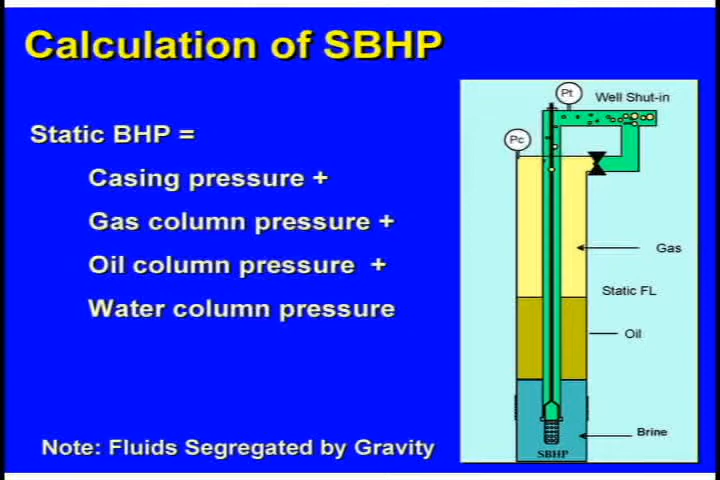 Calculation of SBHP
Static BHP =
Casing pressure +
Gas column pressure +
Oil column pressure +
Water column pressure
Note: Fluids Segregated by Gravity
Pt
Well Shut-in
Pc
Gas
Static FL
Oil
Brine
SBHP